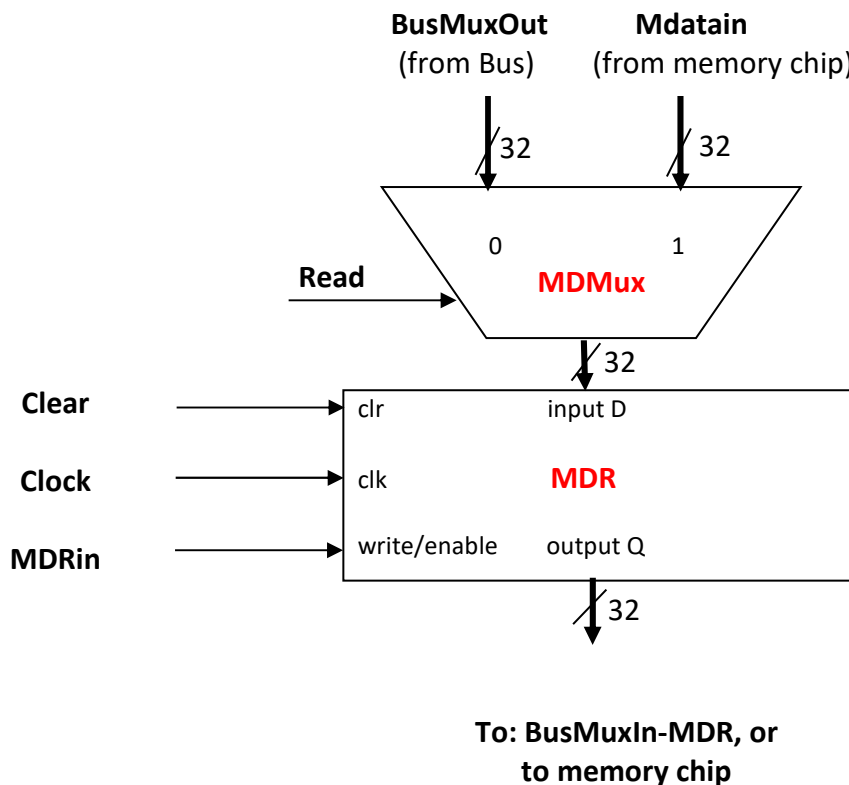 BusMuxOut
(from Bus)
Mdatain
(from memory chip)
32
32
0
1
MDMux
Read
32
Clear
clr
input D
Clock
clk
MDR
MDRin
write/enable
output Q
32
To: BusMuxIn-MDR, or
to memory chip